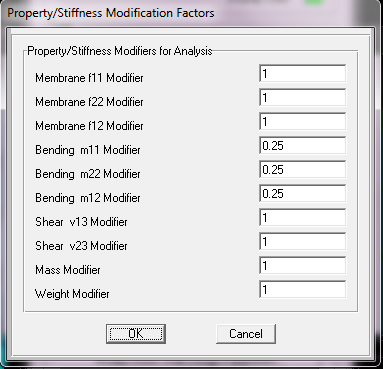 Property/Stiffness Modification Factors
Property/Stiffness Modifiers for Analysis
Membrane f11 Modifier 1
Membrane f22 Modifier 1
Membrane f12 Modifier 1
Bending m11 Modifier 0.25
Bending m22 Modifier 0.25
Bending m12 Modifier 0.25
Shear v13 Modifier 1
Shear v23 Modifier 1
Mass Modifier 1
Weight Modifier 1
OK Cancel